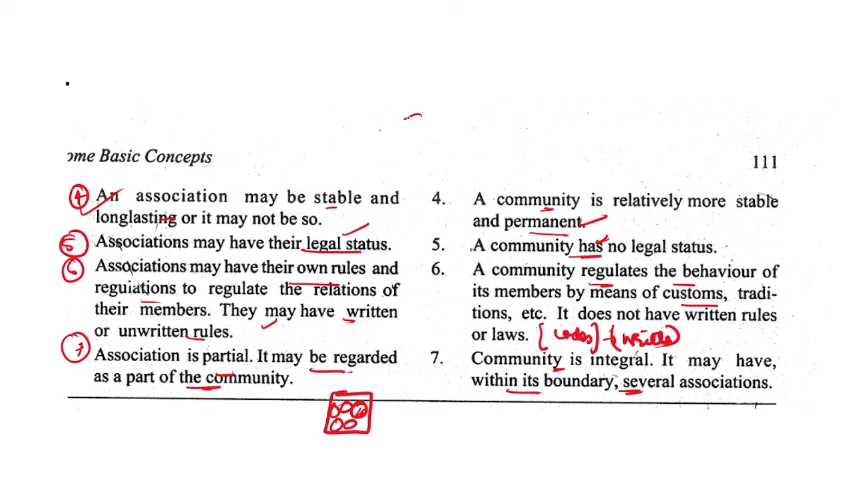 ome Basic Concepts
111
4 An association may be stable and
longlasting or it may not be so.
5 Associations may have their legal status.
6 Associations may have their own rules and
regulations to regulate the relations of
their members. They may have written
or unwritten rules.
7 Association is partial. It may be regarded
as a part of the community.
4. A community is relatively more stable
and permanent.
5. A community has no legal status.
6. A community regulates the behaviour of
its members by means of customs, tradi-
tions, etc. It does not have written rules
or laws.
7. Community is integral. It may have,
within its boundary, several associations.